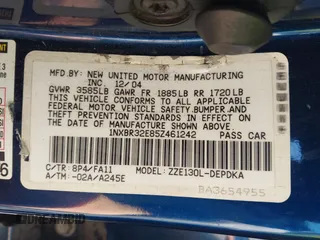 MFD.BY: NEW UNITED MOTOR MANUFACTURING
INC. 12/04
GVWR 3585LB GAWR FR 1885LB RR 1720LB
THIS VEHICLE CONFORMS TO ALL APPLICABLE
FEDERAL MOTOR VEHICLE SAFETY,BUMPER,AND
THEFT PREVENTION STANDARDS IN EFFECT ON
THE DATE OF MANUFACTURE SHOWN ABOVE.
1NXBR32E85Z461242 PASS CAR
C/TR: 8P4/FA11 MODEL: ZZE130L-DEPDKA
A/TM: -02A/A245E
BA3654955